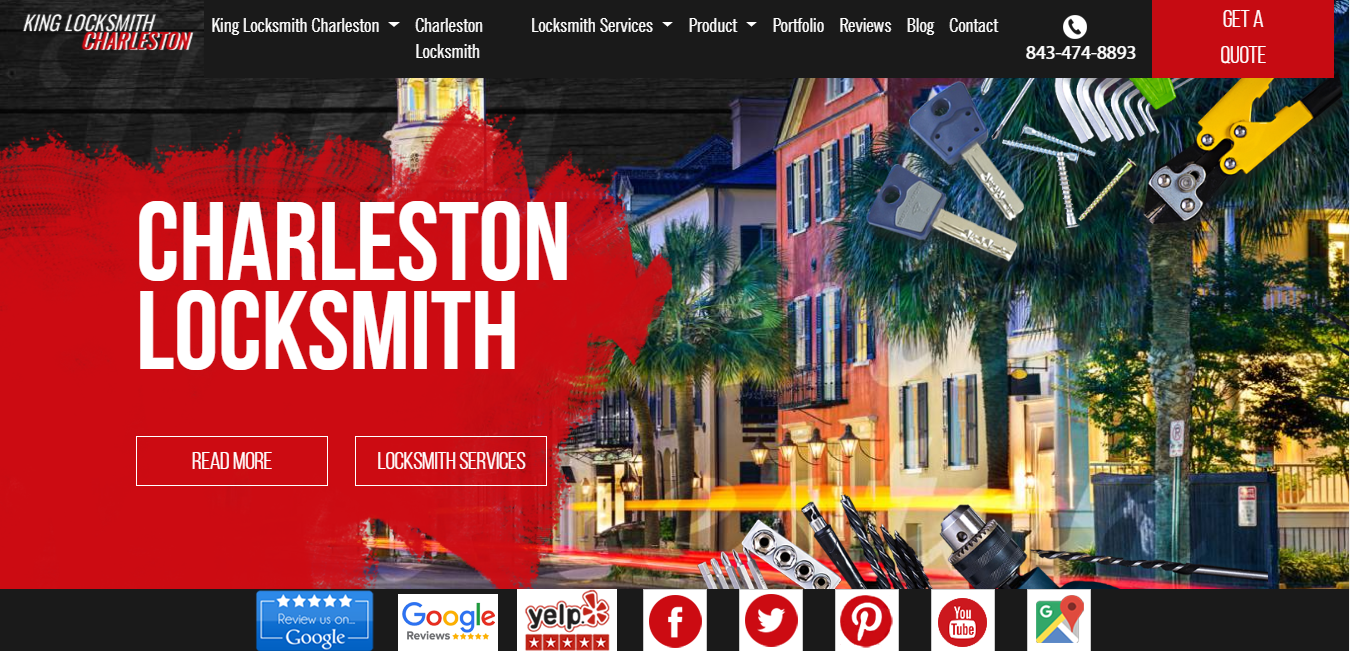 KING LOCKSMITH
CHARLESTON
King Locksmith Charleston
Charleston
Locksmith
Locksmith Services
Product
Portfolio
Reviews
Blog
Contact
843-474-8893
GET A
QUOTE
CHARLESTON
LOCKSMITH
READ MORE
LOCKSMITH SERVICES
Review us on...
Google
Google
Reviews
yelp
You
Tube
G